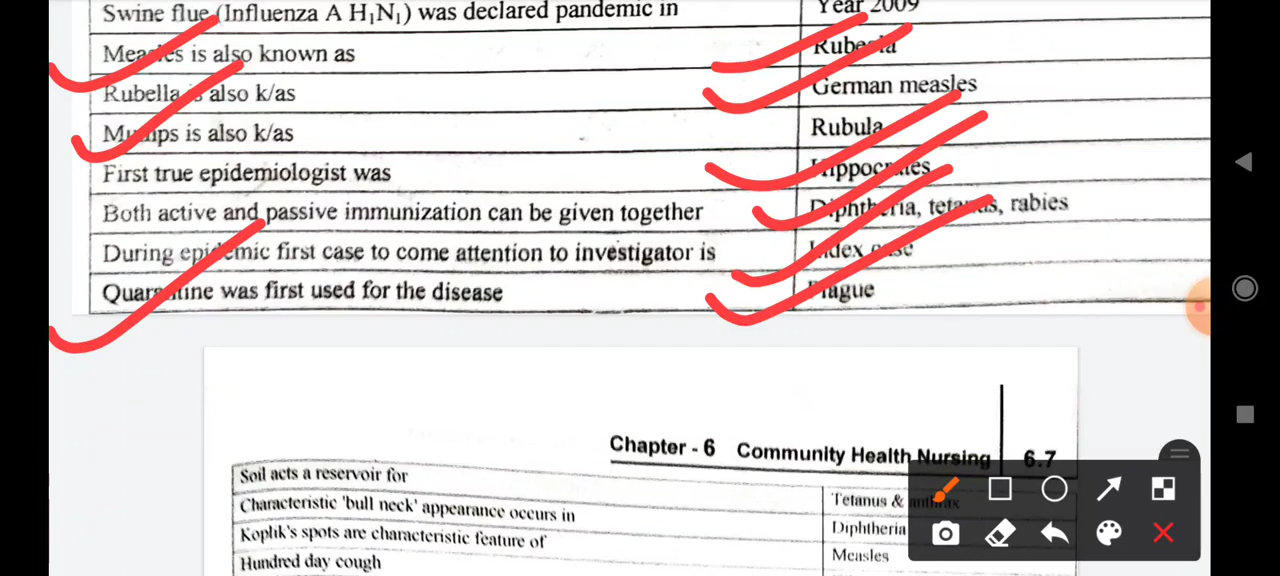 Swine flue (Influenza A H₁N₁) was declared pandemic in Year 2009
Measles is also known as Rubeola
Rubella is also k/as German measles
Mumps is also k/as Rubula
First true epidemiologist was Hippocrates
Both active and passive immunization can be given together Diphtheria, tetanus, rabies
During epidemic first case to come attention to investigator is Index case
Quarantine was first used for the disease Plague
Chapter - 6 Community Health Nursing 6.7
Soil acts a reservoir for Tetanus & anthrax
Characteristic 'bull neck' appearance occurs in Diphtheria
Koplik's spots are characteristic feature of Measles
Hundred day cough